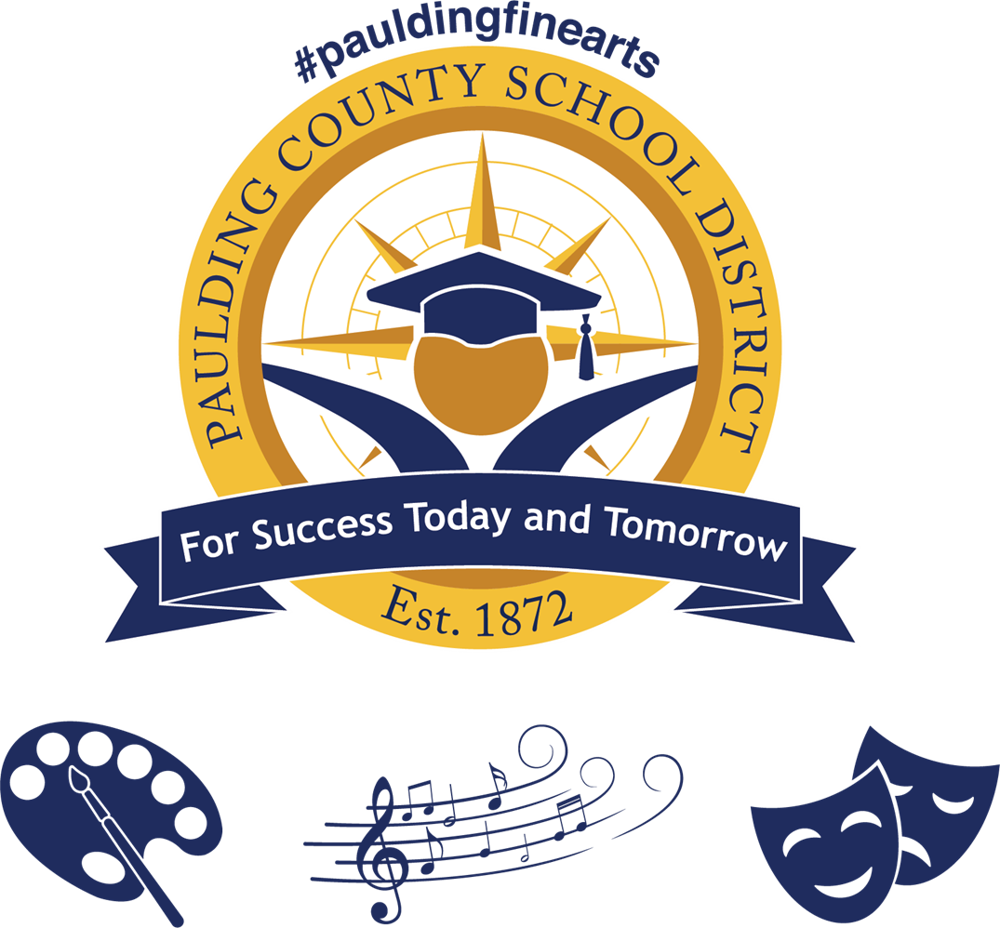 #pauldingfinearts
PAULDING COUNTY SCHOOL DISTRICT
For Success Today and Tomorrow
Est. 1872